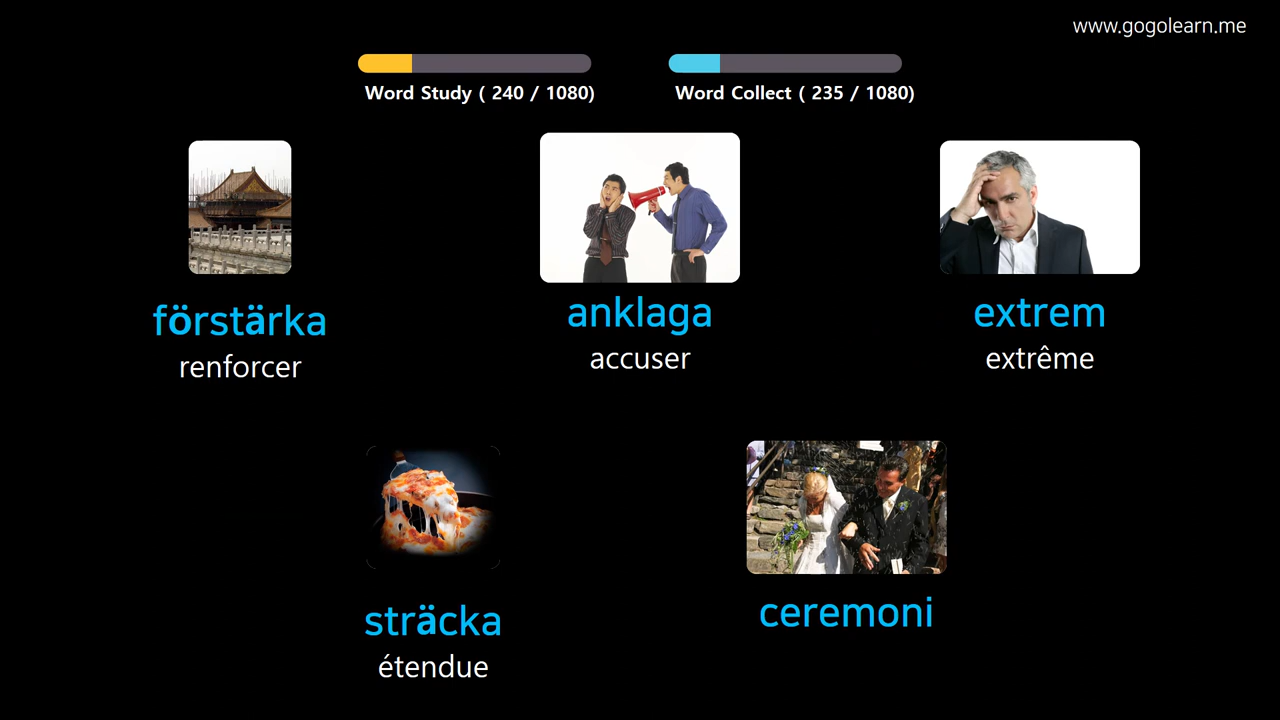 www.gogolearn.me
Word Study ( 240 / 1080)
Word Collect ( 235 / 1080)
förstärka
renforcer
anklaga
accuser
extrem
extrême
sträcka
étendue
ceremoni